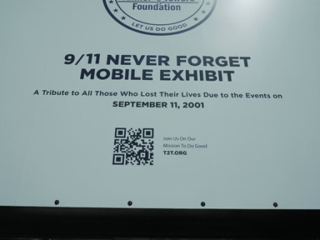 Foundation
LET US DO GOOD
9/11 NEVER FORGET
MOBILE EXHIBIT
A Tribute to All Those Who Lost Their Lives Due to the Events on
SEPTEMBER 11, 2001
Join Us On Our
Mission To Do Good
T2T.ORG